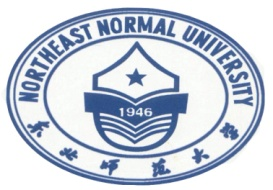 NORTHEAST NORMAL UNIVERSITY
1946
东北师范大学